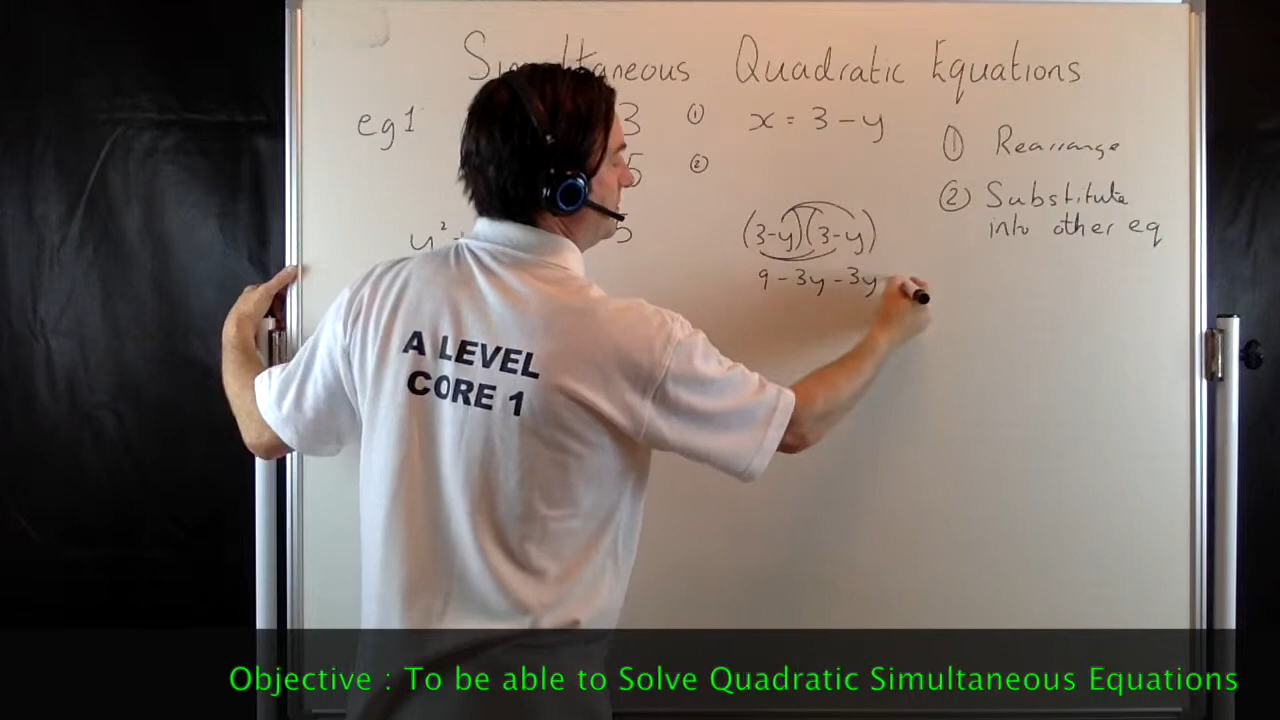 Simultaneous Quadratic Equations
eg1
3 ①
5 ②
x = 3 - y
① Rearrange
② Substitute
into other eq
y²
5
(3-y)(3-y)
9 - 3y - 3y
A LEVEL
CORE 1
Objective : To be able to Solve Quadratic Simultaneous Equations